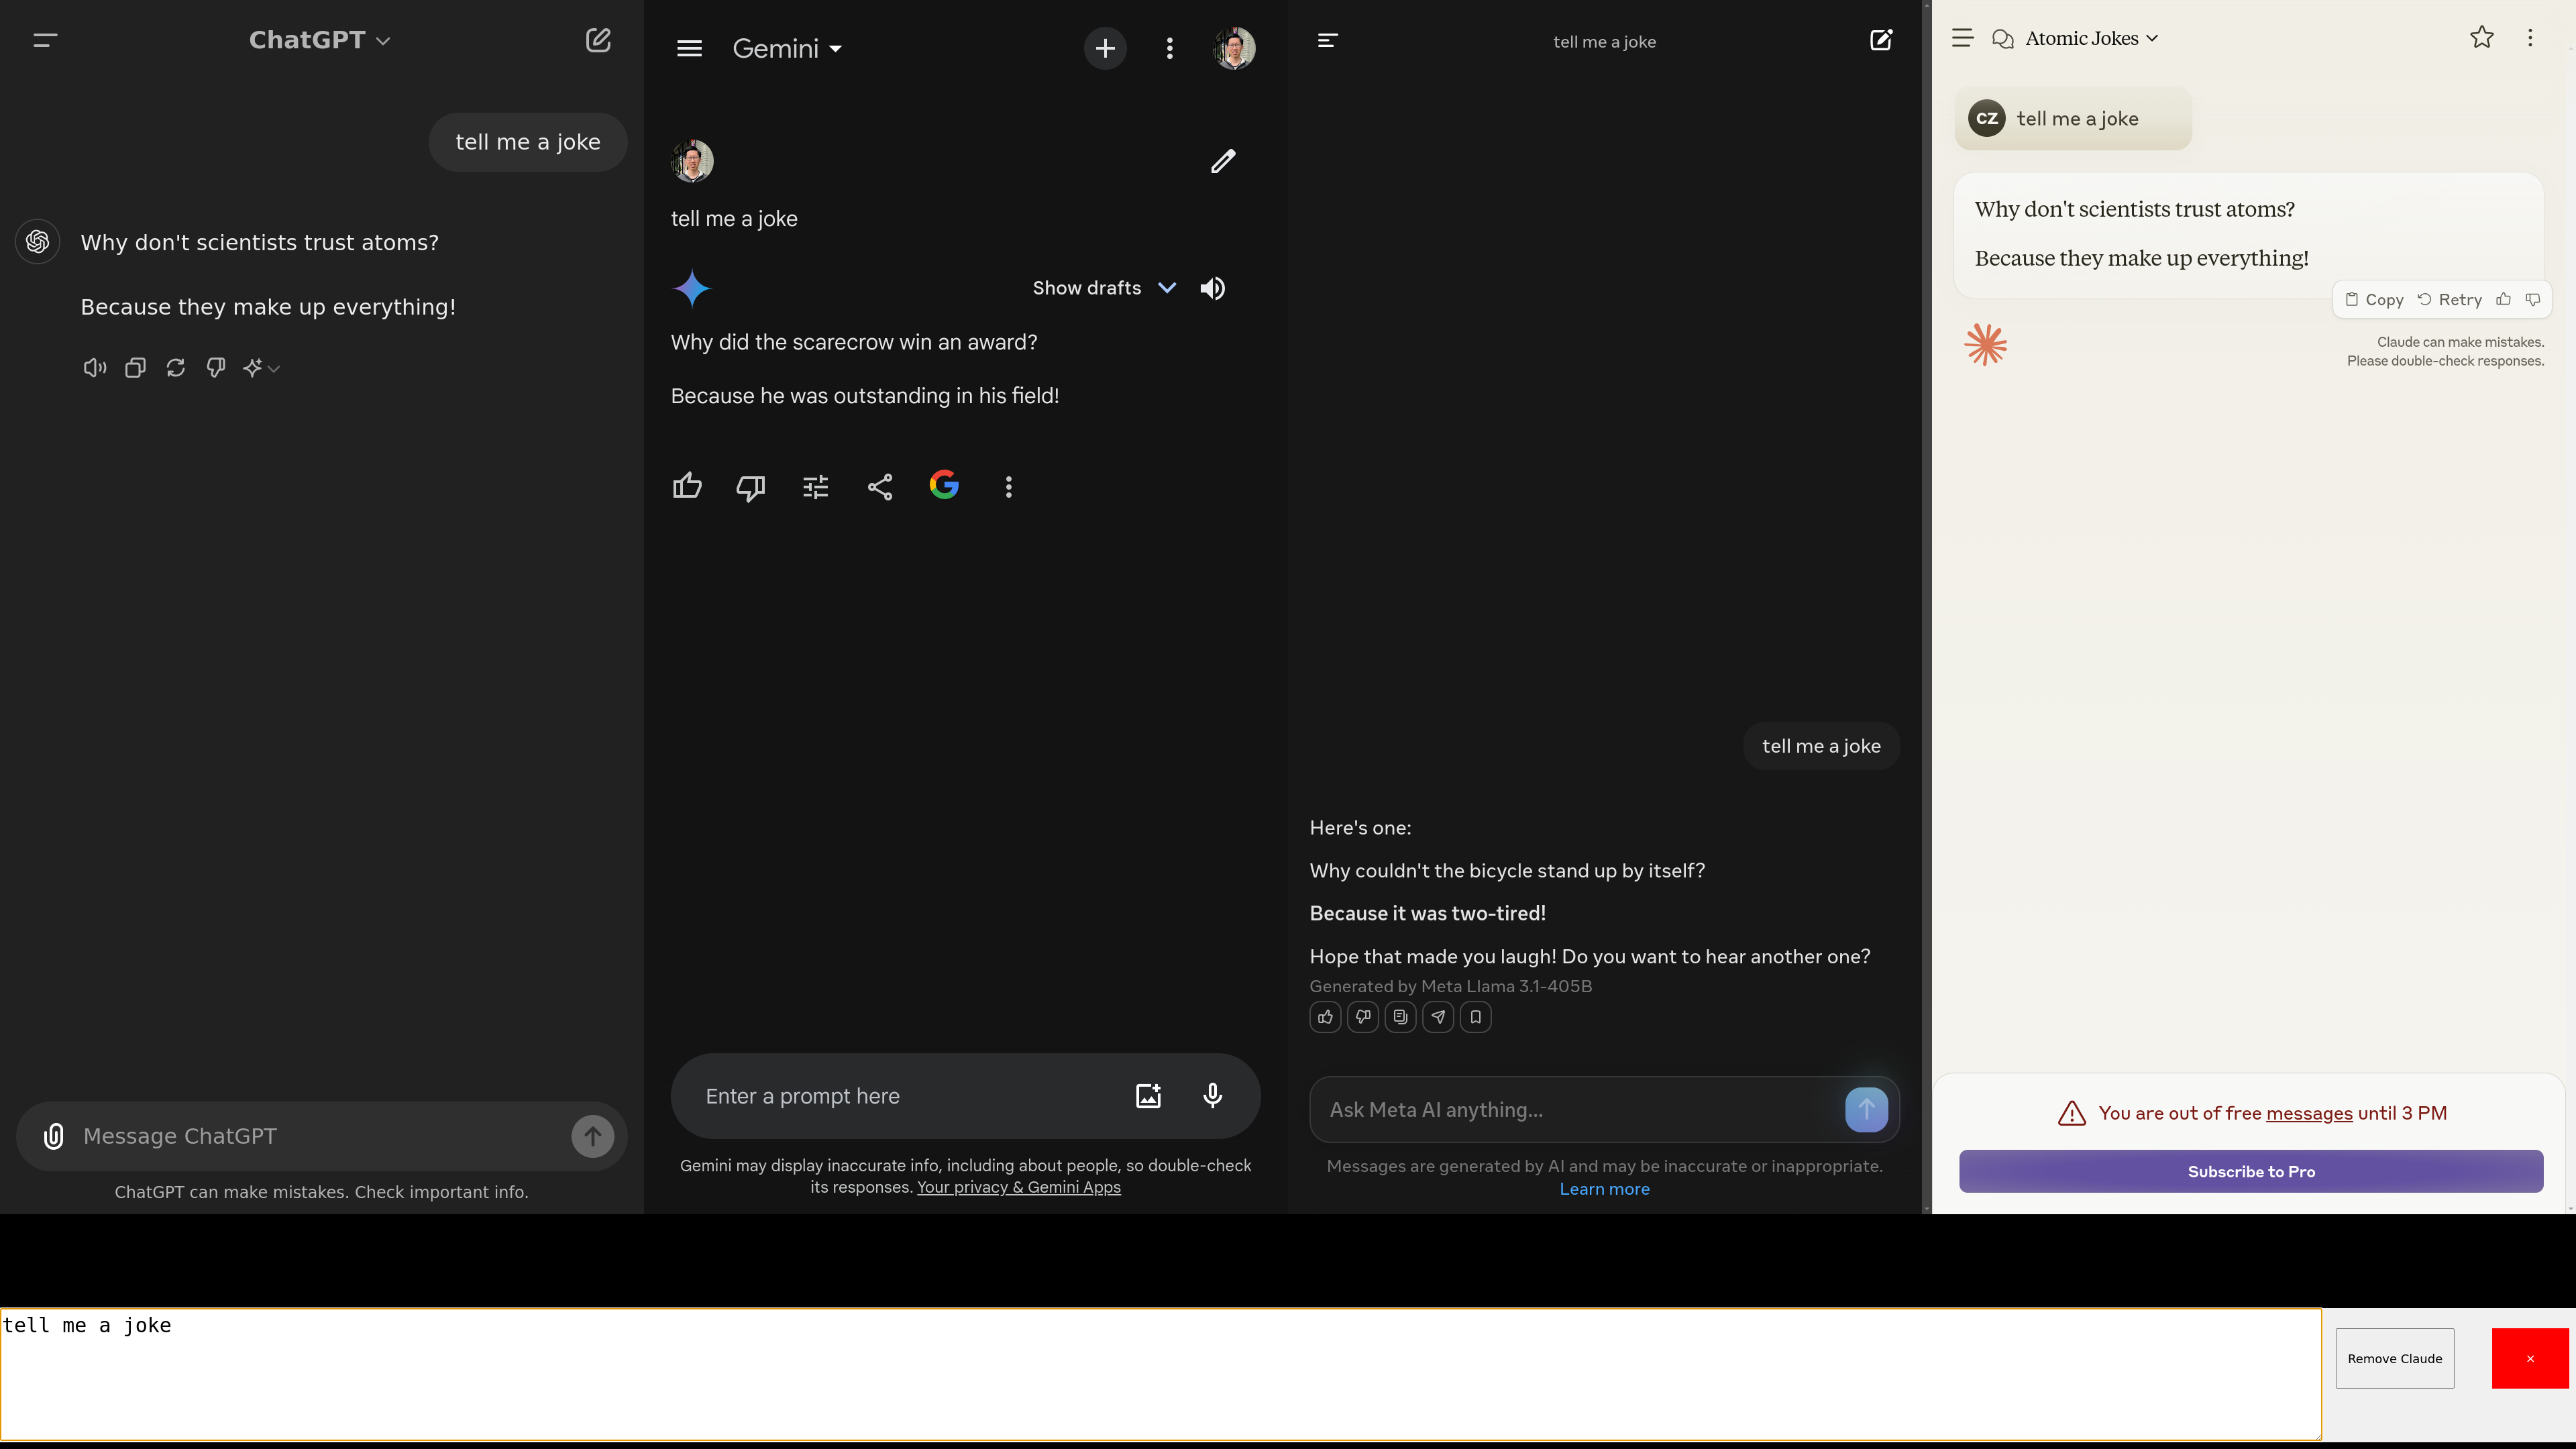 ChatGPT
tell me a joke
Why don't scientists trust atoms?
Because they make up everything!
Message ChatGPT
ChatGPT can make mistakes. Check important info.
Gemini
tell me a joke
Show drafts
Why did the scarecrow win an award?
Because he was outstanding in his field!
Enter a prompt here
Gemini may display inaccurate info, including about people, so double-check
its responses. Your privacy & Gemini Apps
tell me a joke
tell me a joke
Here's one:
Why couldn't the bicycle stand up by itself?
Because it was two-tired!
Hope that made you laugh! Do you want to hear another one?
Generated by Meta Llama 3.1-405B
Ask Meta AI anything...
Messages are generated by AI and may be inaccurate or inappropriate.
Learn more
Atomic Jokes
CZ tell me a joke
Why don't scientists trust atoms?
Because they make up everything!
Copy Retry
Claude can make mistakes.
Please double-check responses.
You are out of free messages until 3 PM
Subscribe to Pro
tell me a joke
Remove Claude
×